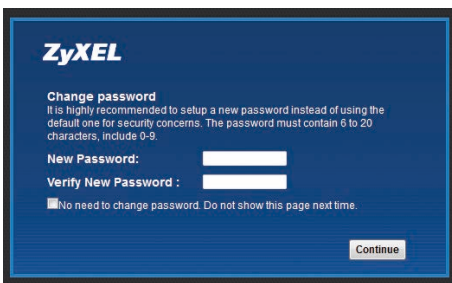 ZyXEL
Change password
It is highly recommended to setup a new password instead of using the
default one for security concerns. The password must contain 6 to 20
characters, include 0-9.
New Password:
Verify New Password :
No need to change password. Do not show this page next time.
Continue